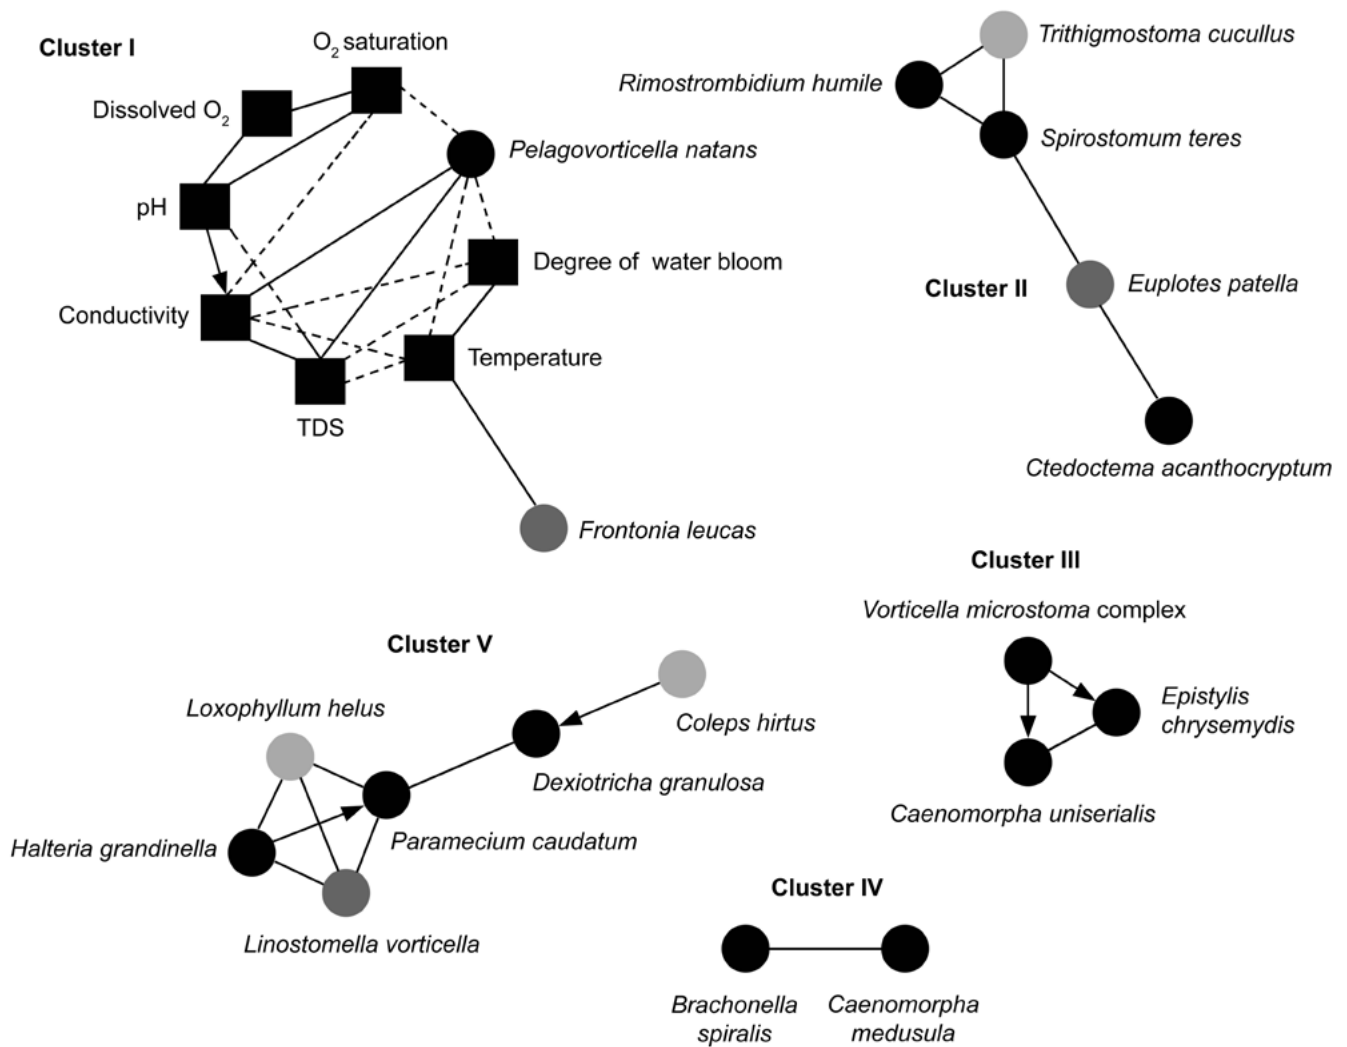 Cluster I
O2 saturation
Dissolved O2
Pelagovorticella natans
pH
Degree of water bloom
Conductivity
Temperature
TDS
Frontonia leucas
Trithigmostoma cucullus
Rimostrombidium humile
Spirostomum teres
Cluster II
Euplotes patella
Ctedoctema acanthocryptum
Cluster III
Vorticella microstoma complex
Epistylis
chrysemydis
Caenomorpha uniserialis
Cluster V
Loxophyllum helus
Coleps hirtus
Dexiotricha granulosa
Halteria grandinella
Paramecium caudatum
Linostomella vorticella
Cluster IV
Brachonella
spiralis
Caenomorpha
medusula